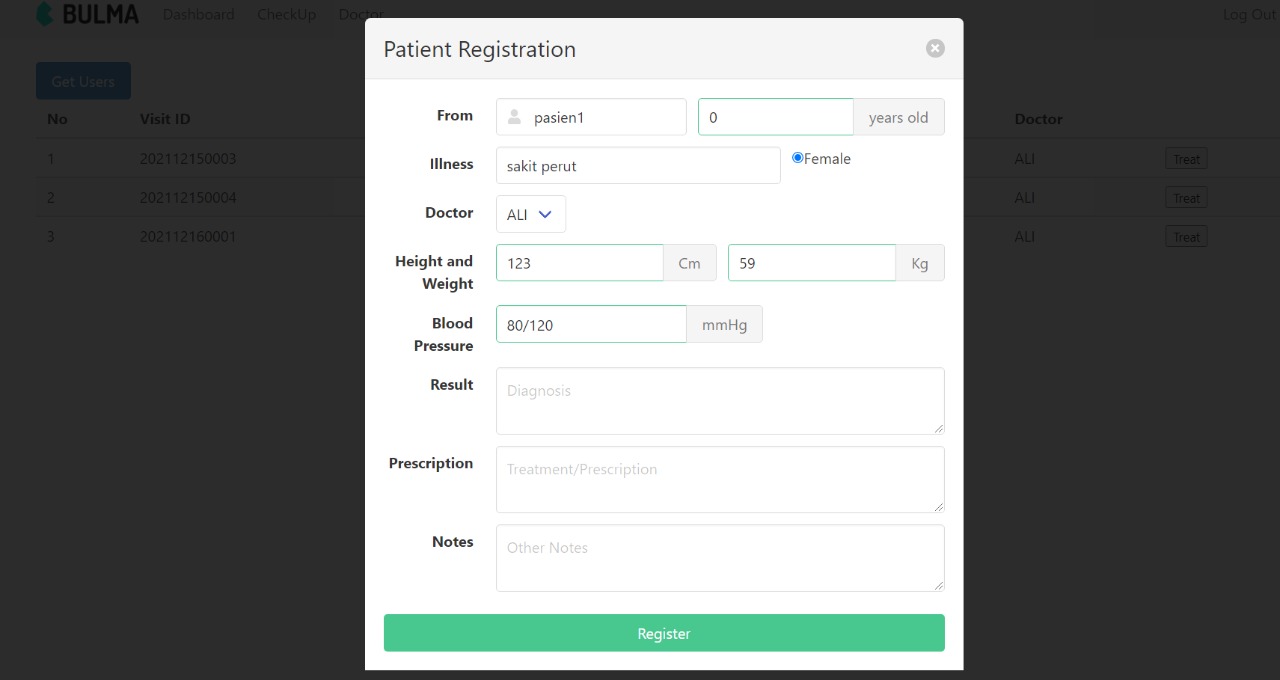 BULMA Dashboard CheckUp Doctor Log Out
Patient Registration
Get Users
No Visit ID Doctor
1 202112150003 ALI Treat
2 202112150004 ALI Treat
3 202112160001 ALI Treat
From pasien1 0 years old
Illness sakit perut Female
Doctor ALI
Height and
Weight
123 Cm 59 Kg
Blood
Pressure
80/120 mmHg
Result Diagnosis
Prescription Treatment/Prescription
Notes Other Notes
Register